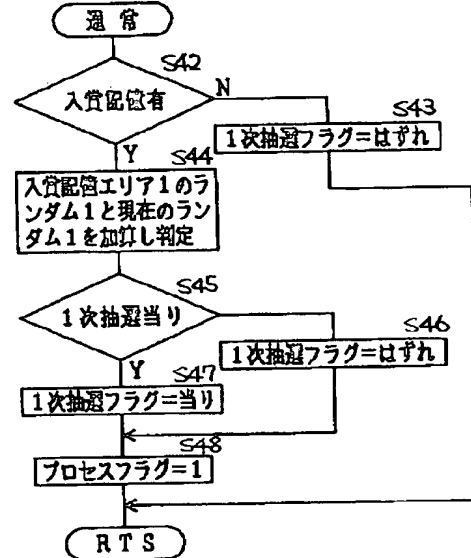 通常
S42
入賞記憶有
N
S43
1次抽選フラグ=はずれ
Y
S44
入賞記憶エリア1のラ
ンダム1と現在のラン
ダム1を加算し判定
S45
1次抽選当り
S46
1次抽選フラグ=はずれ
Y
S47
1次抽選フラグ=当り
S48
プロセスフラグ=1
RTS